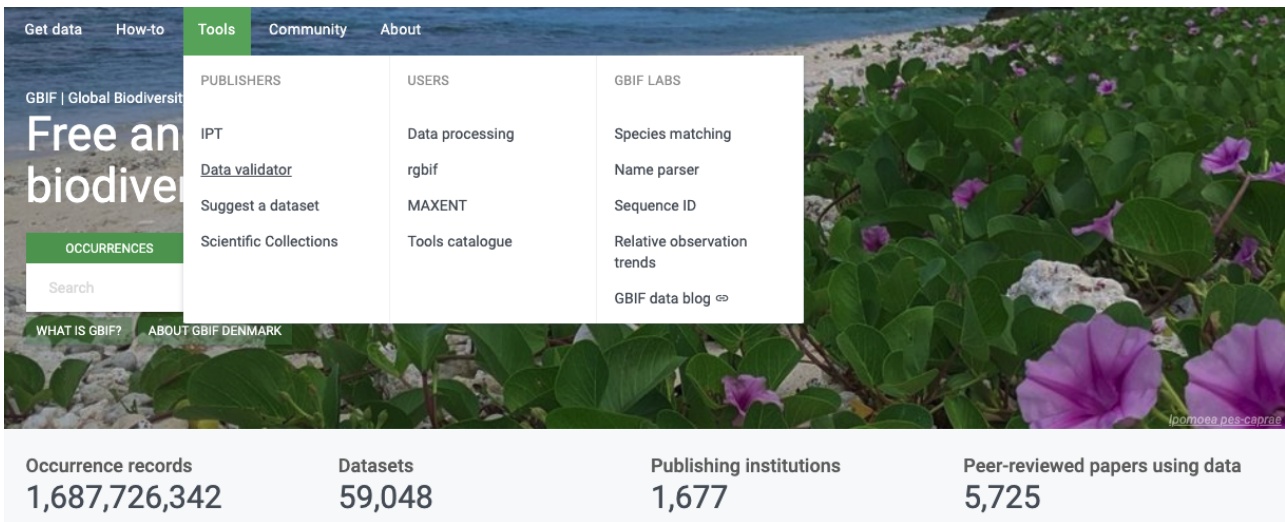 Get data How-to Tools Community About
PUBLISHERS USERS GBIF LABS
GBIF | Global Biodiversit
Free an
biodive
IPT Data processing Species matching
Data validator rgbif Name parser
Suggest a dataset MAXENT Sequence ID
Scientific Collections Tools catalogue Relative observation
trends
GBIF data blog
OCCURRENCES
Search
WHAT IS GBIF? ABOUT GBIF DENMARK
Ipomoea pes-caprae
Occurrence records Datasets Publishing institutions Peer-reviewed papers using data
1,687,726,342 59,048 1,677 5,725